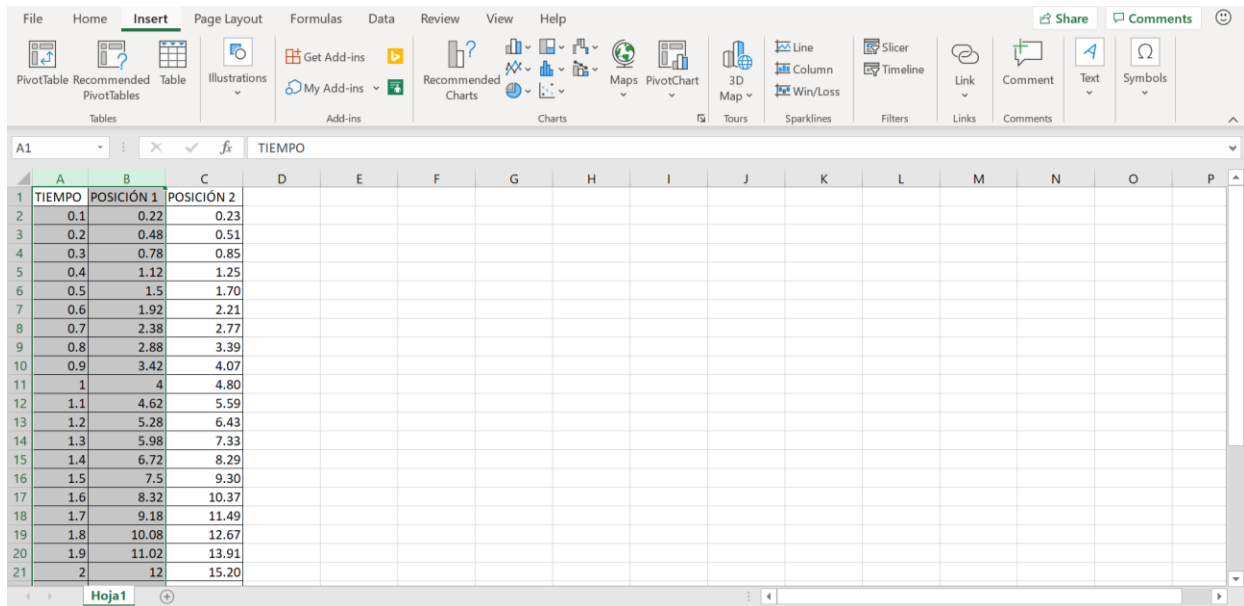 File Home Insert Page Layout Formulas Data Review View Help Share Comments
PivotTable Recommended PivotTables Table Illustrations Get Add-ins My Add-ins Recommended Charts Maps PivotChart 3D Map Line Column Win/Loss Slicer Timeline Link Comment Text Symbols
Tables Add-ins Charts Tours Sparklines Filters Links Comments
A1 fx TIEMPO
A B C D E F G H I J K L M N O P
1 TIEMPO POSICIÓN 1 POSICIÓN 2
2 0.1 0.22 0.23
3 0.2 0.48 0.51
4 0.3 0.78 0.85
5 0.4 1.12 1.25
6 0.5 1.5 1.70
7 0.6 1.92 2.21
8 0.7 2.38 2.77
9 0.8 2.88 3.39
10 0.9 3.42 4.07
11 1 4 4.80
12 1.1 4.62 5.59
13 1.2 5.28 6.43
14 1.3 5.98 7.33
15 1.4 6.72 8.29
16 1.5 7.5 9.30
17 1.6 8.32 10.37
18 1.7 9.18 11.49
19 1.8 10.08 12.67
20 1.9 11.02 13.91
21 2 12 15.20
Hoja1